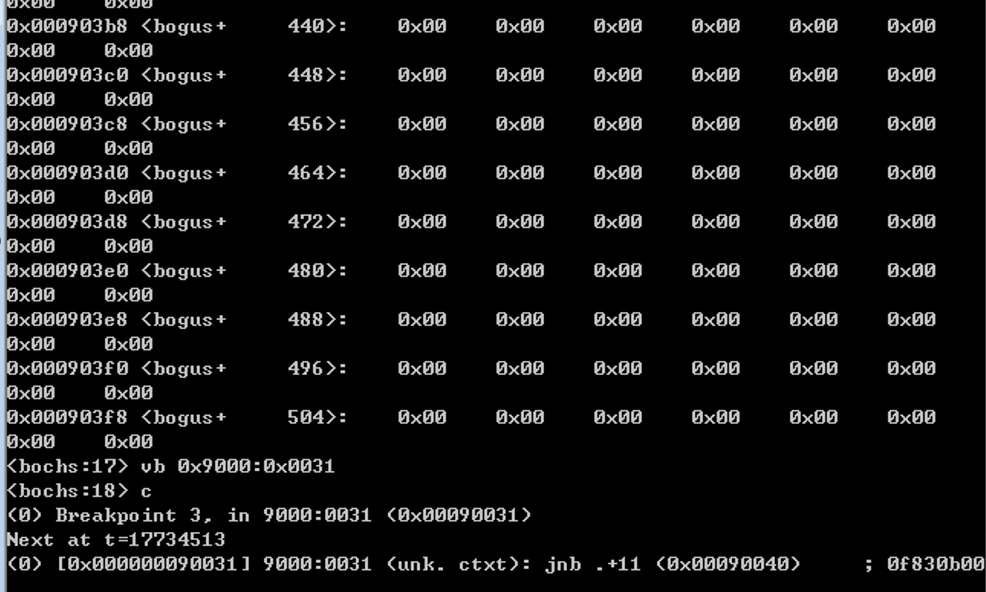 0x00    0x00
0x000903b8 <bogus+     440>:    0x00    0x00    0x00    0x00    0x00    0x00
0x00    0x00
0x000903c0 <bogus+     448>:    0x00    0x00    0x00    0x00    0x00    0x00
0x00    0x00
0x000903c8 <bogus+     456>:    0x00    0x00    0x00    0x00    0x00    0x00
0x00    0x00
0x000903d0 <bogus+     464>:    0x00    0x00    0x00    0x00    0x00    0x00
0x00    0x00
0x000903d8 <bogus+     472>:    0x00    0x00    0x00    0x00    0x00    0x00
0x00    0x00
0x000903e0 <bogus+     480>:    0x00    0x00    0x00    0x00    0x00    0x00
0x00    0x00
0x000903e8 <bogus+     488>:    0x00    0x00    0x00    0x00    0x00    0x00
0x00    0x00
0x000903f0 <bogus+     496>:    0x00    0x00    0x00    0x00    0x00    0x00
0x00    0x00
0x000903f8 <bogus+     504>:    0x00    0x00    0x00    0x00    0x00    0x00
0x00    0x00
<bochs:17> vb 0x9000:0x0031
<bochs:18> c
(0) Breakpoint 3, in 9000:0031 (0x00090031)
Next at t=17734513
(0) [0x000000090031] 9000:0031 (unk. ctxt): jnb .+11 (0x00090040)     ; 0f830b00